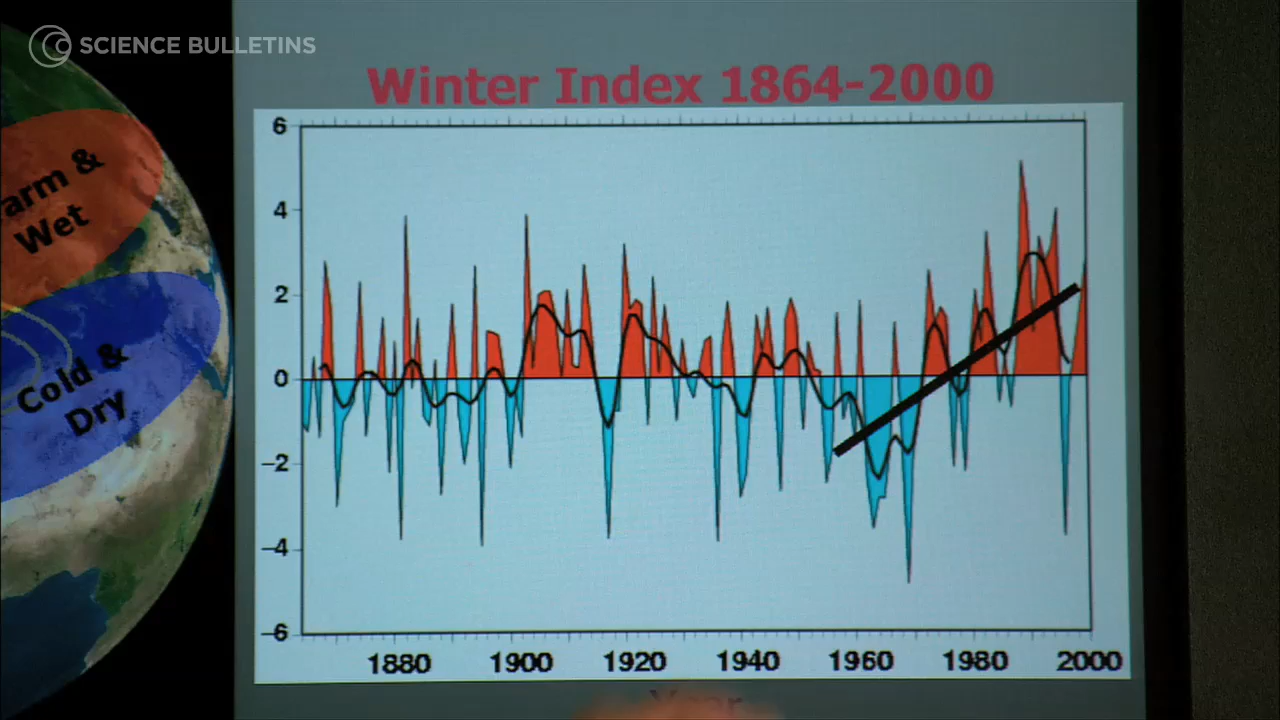 SCIENCE BULLETINS
Winter Index 1864-2000
arm &
Wet
Cold &
Dry
6
4
2
0
−2
−4
−6
1880 1900 1920 1940 1960 1980 2000